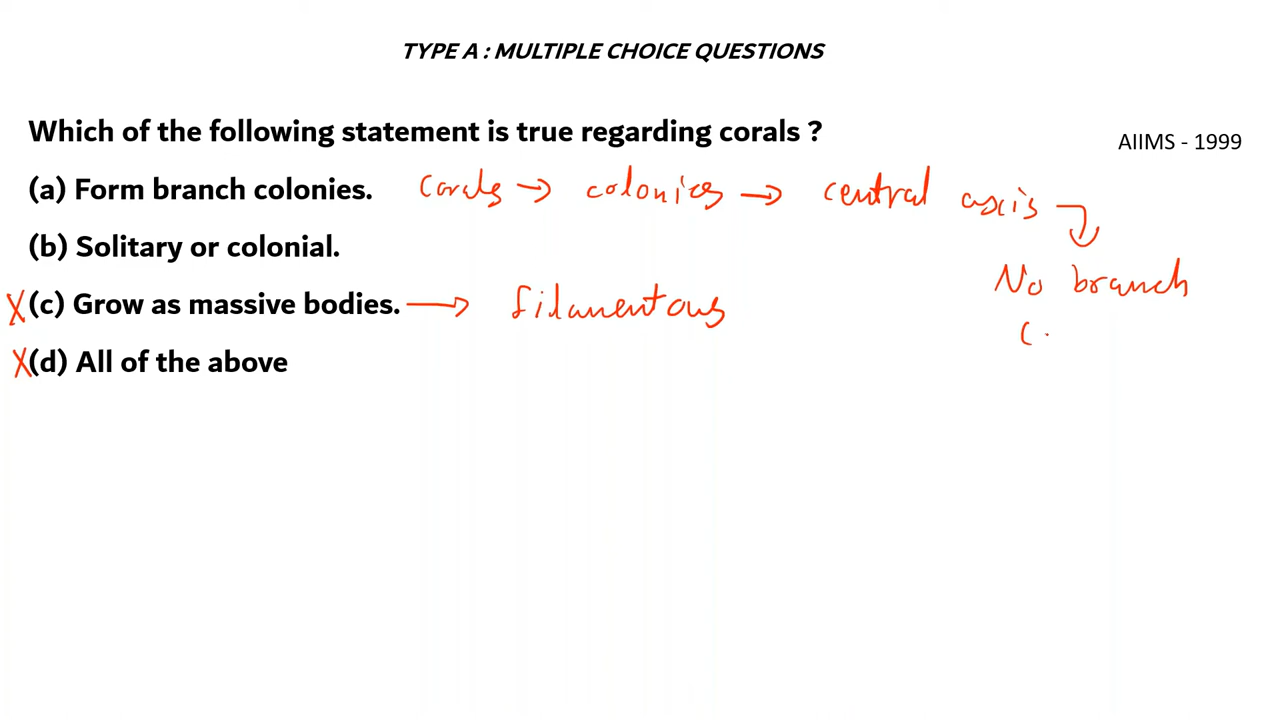 TYPE A : MULTIPLE CHOICE QUESTIONS
Which of the following statement is true regarding corals ?
AIIMS - 1999
(a) Form branch colonies. corals → colonies → central axis
(b) Solitary or colonial.
No branch
X (c) Grow as massive bodies. → filamentous
(
X (d) All of the above